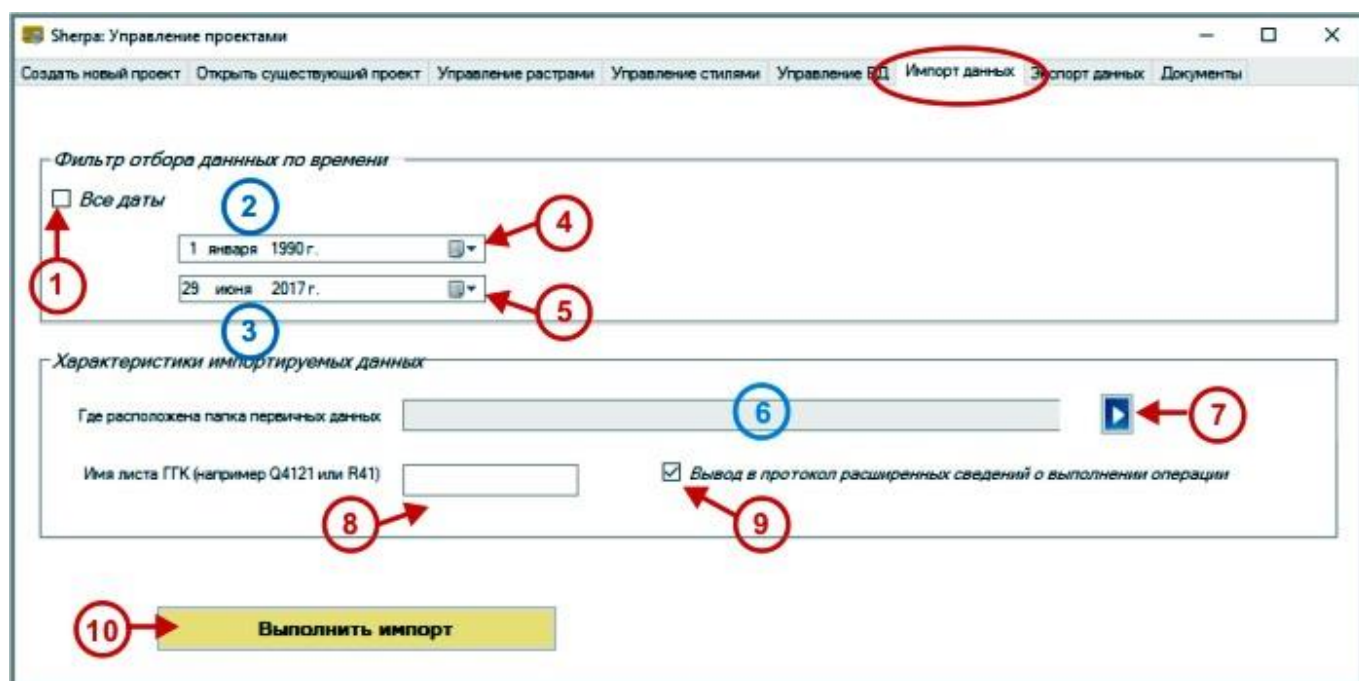 Sherpa: Управление проектами
Создать новый проект Открыть существующий проект Управление растрами Управление стилями Управление БД Импорт данных Экспорт данных Документы
Фильтр отбора даннных по времени
Все даты
2
4
1 января 1990 г.
1
29 июня 2017 г.
5
3
Характеристики импортируемых данных
Где расположена папка первичных данных
6
7
Имя листа ГГК (например Q4121 или R41)
Вывод в протокол расширенных сведений о выполнении операции
8
9
10
Выполнить импорт